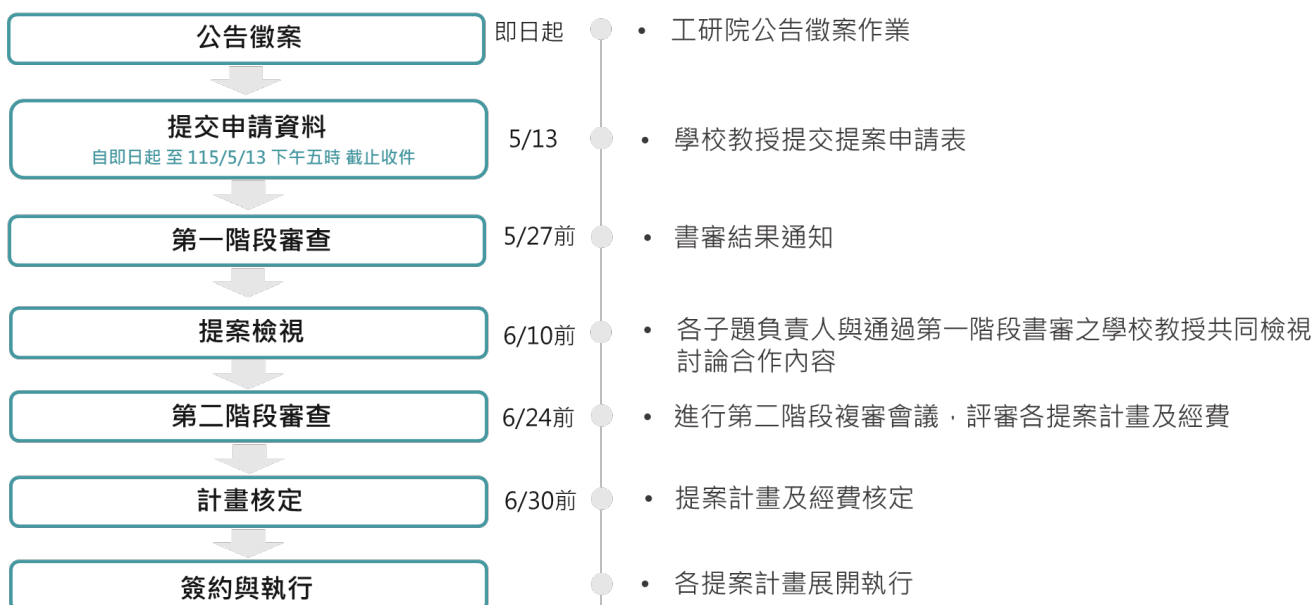 公告徵案
即日起
• 工研院公告徵案作業
提交申請資料
自即日起 至 115/5/13 下午五時 截止收件
5/13
• 學校教授提交提案申請表
第一階段審查
5/27前
• 書審結果通知
提案檢視
6/10前
• 各子題負責人與通過第一階段書審之學校教授共同檢視
討論合作內容
第二階段審查
6/24前
• 進行第二階段複審會議，評審各提案計畫及經費
計畫核定
6/30前
• 提案計畫及經費核定
簽約與執行
• 各提案計畫展開執行